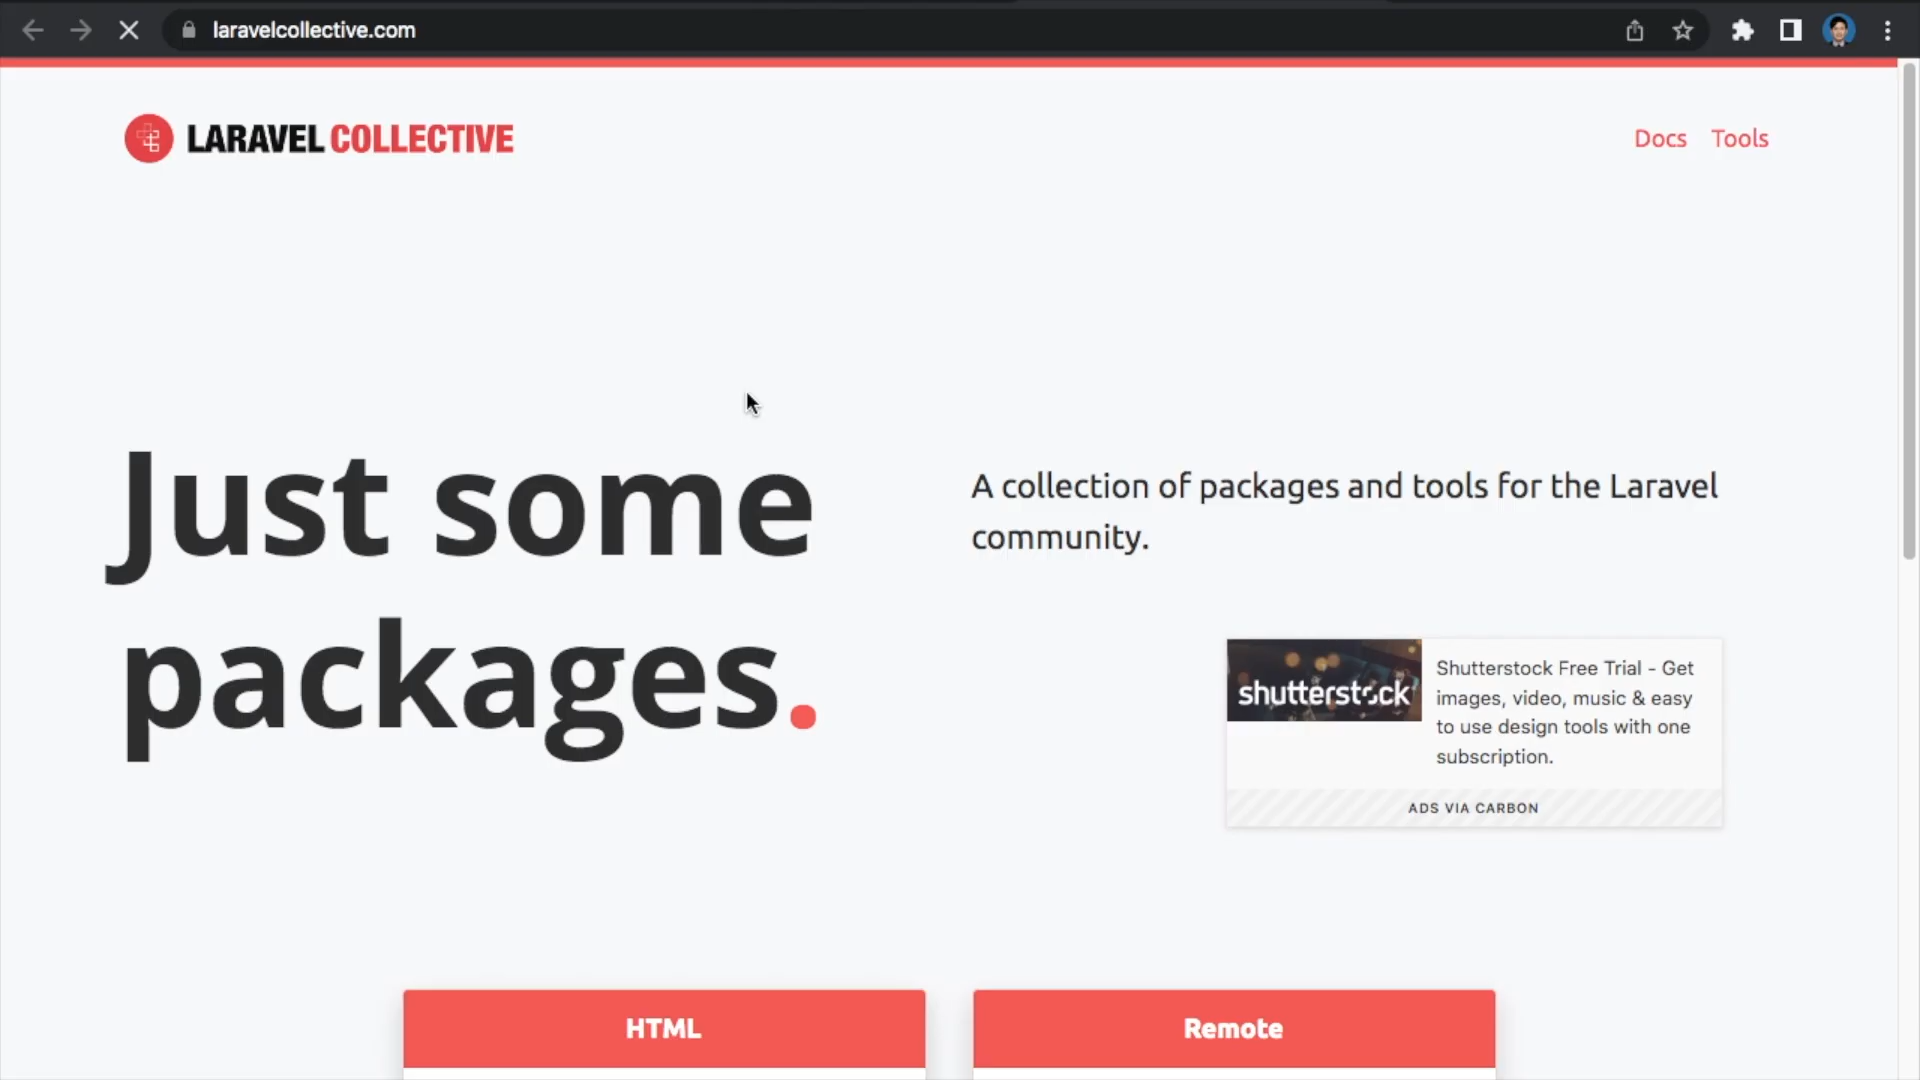 laravelcollective.com
LARAVEL COLLECTIVE
Docs Tools
Just some
packages.
A collection of packages and tools for the Laravel
community.
shutterstock
Shutterstock Free Trial - Get
images, video, music & easy
to use design tools with one
subscription.
ADS VIA CARBON
HTML
Remote